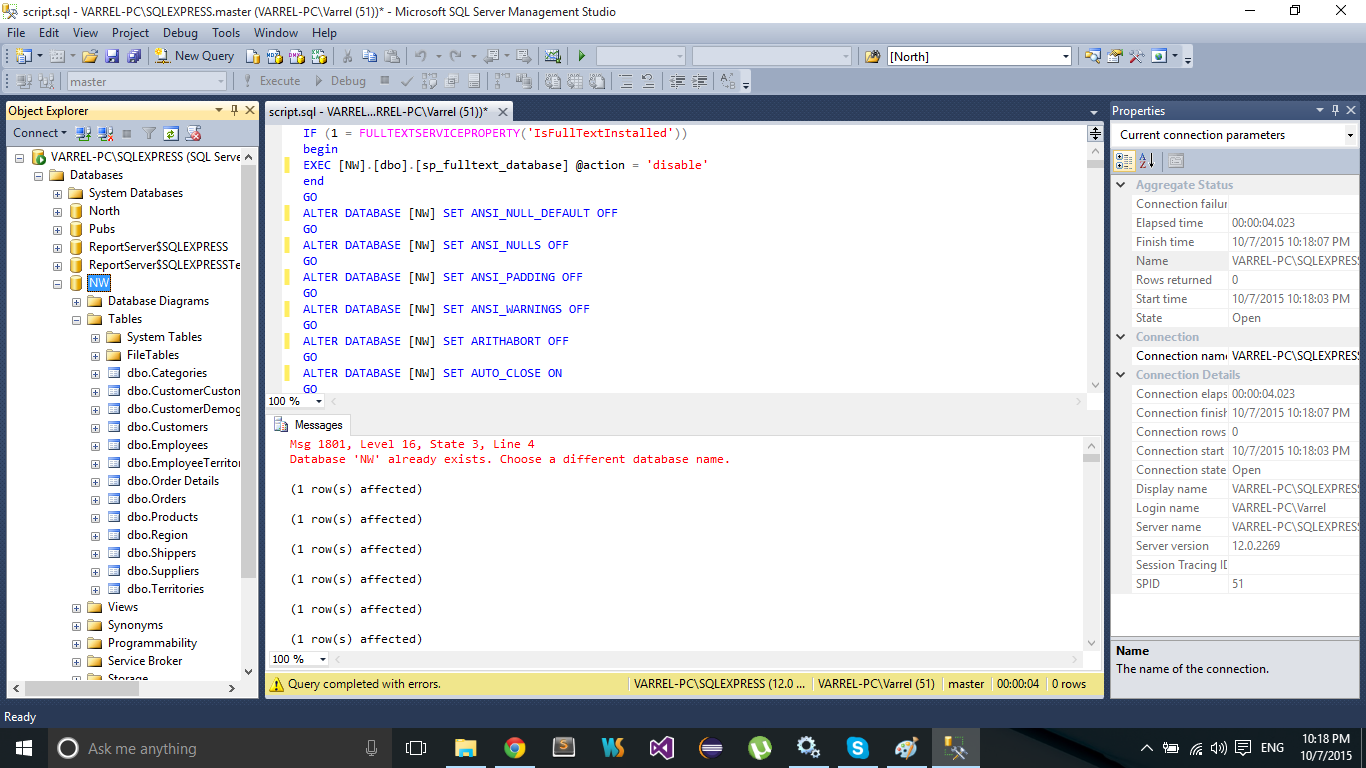 script.sql - VARREL-PC\SQLEXPRESS.master (VARREL-PC\Varrel (51))* - Microsoft SQL Server Management Studio
File Edit View Project Debug Tools Window Help
New Query
[North]
master
Execute
Debug
Object Explorer
Connect
VARREL-PC\SQLEXPRESS (SQL Serve
Databases
System Databases
North
Pubs
ReportServer$SQLEXPRESS
ReportServer$SQLEXPRESSTe
NW
Database Diagrams
Tables
System Tables
FileTables
dbo.Categories
dbo.CustomerCustom
dbo.CustomerDemog
dbo.Customers
dbo.Employees
dbo.EmployeeTerritor
dbo.Order Details
dbo.Orders
dbo.Products
dbo.Region
dbo.Shippers
dbo.Suppliers
dbo.Territories
Views
Synonyms
Programmability
Service Broker
Storage
script.sql - VARREL...RREL-PC\Varrel (51))*
IF (1 = FULLTEXTSERVICEPROPERTY('IsFullTextInstalled'))
begin
EXEC [NW].[dbo].[sp_fulltext_database] @action = 'disable'
end
GO
ALTER DATABASE [NW] SET ANSI_NULL_DEFAULT OFF
GO
ALTER DATABASE [NW] SET ANSI_NULLS OFF
GO
ALTER DATABASE [NW] SET ANSI_PADDING OFF
GO
ALTER DATABASE [NW] SET ANSI_WARNINGS OFF
GO
ALTER DATABASE [NW] SET ARITHABORT OFF
GO
ALTER DATABASE [NW] SET AUTO_CLOSE ON
GO
100 %
Messages
Msg 1801, Level 16, State 3, Line 4
Database 'NW' already exists. Choose a different database name.
(1 row(s) affected)
(1 row(s) affected)
(1 row(s) affected)
(1 row(s) affected)
(1 row(s) affected)
(1 row(s) affected)
100 %
Query completed with errors.
VARREL-PC\SQLEXPRESS (12.0 ...
VARREL-PC\Varrel (51)
master
00:00:04
0 rows
Properties
Current connection parameters
Aggregate Status
Connection failur
Elapsed time 00:00:04.023
Finish time 10/7/2015 10:18:07 PM
Name VARREL-PC\SQLEXPRESS
Rows returned 0
Start time 10/7/2015 10:18:03 PM
State Open
Connection
Connection name VARREL-PC\SQLEXPRESS
Connection Details
Connection elaps 00:00:04.023
Connection finish 10/7/2015 10:18:07 PM
Connection rows 0
Connection start 10/7/2015 10:18:03 PM
Connection state Open
Display name VARREL-PC\SQLEXPRESS
Login name VARREL-PC\Varrel
Server name VARREL-PC\SQLEXPRESS
Server version 12.0.2269
Session Tracing ID
SPID 51
Name
The name of the connection.
Ready
Ask me anything
ENG
10:18 PM
10/7/2015